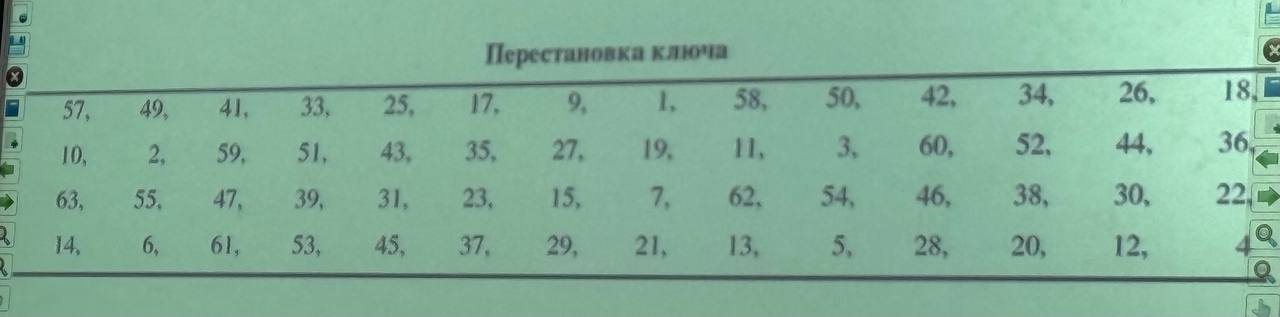 Перестановка ключа
57, 49, 41, 33, 25, 17, 9, 1, 58, 50, 42, 34, 26, 18,
10, 2, 59, 51, 43, 35, 27, 19, 11, 3, 60, 52, 44, 36,
63, 55, 47, 39, 31, 23, 15, 7, 62, 54, 46, 38, 30, 22,
14, 6, 61, 53, 45, 37, 29, 21, 13, 5, 28, 20, 12, 4